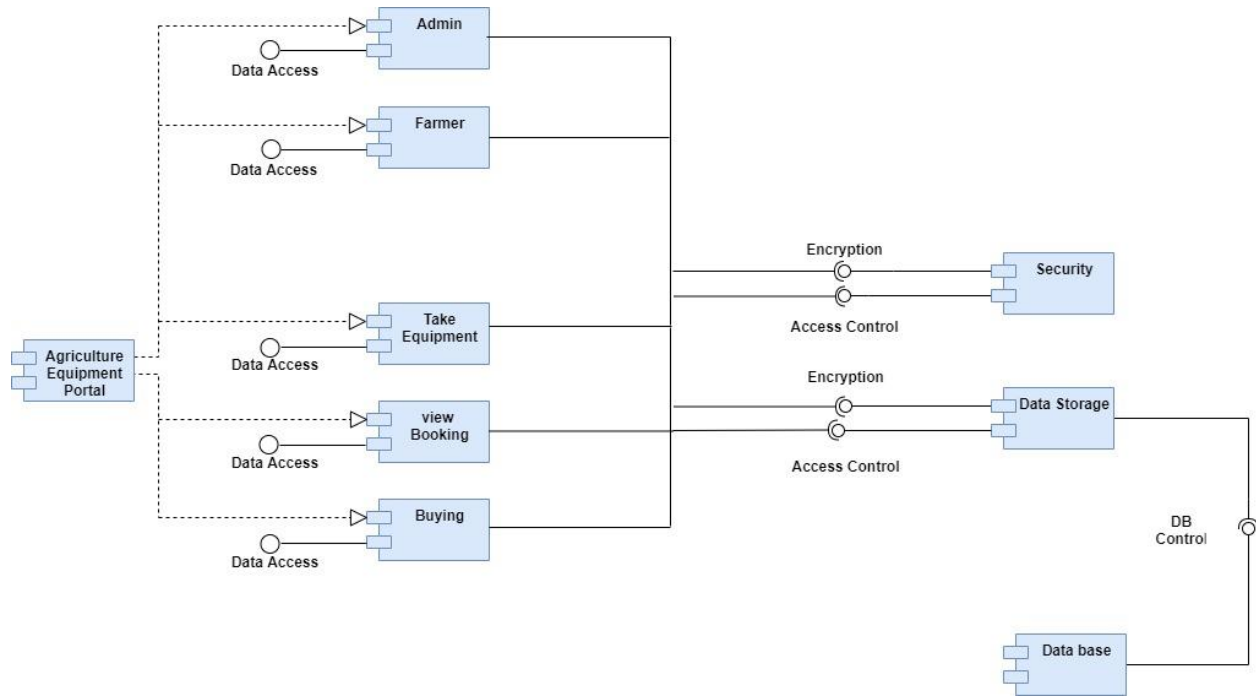 Admin
Data Access
Farmer
Data Access
Encryption
Security
Access Control
Take
Equipment
Data Access
Agriculture
Equipment
Portal
Encryption
Data Storage
view
Booking
Data Access
Access Control
Buying
Data Access
DB
Control
Data base